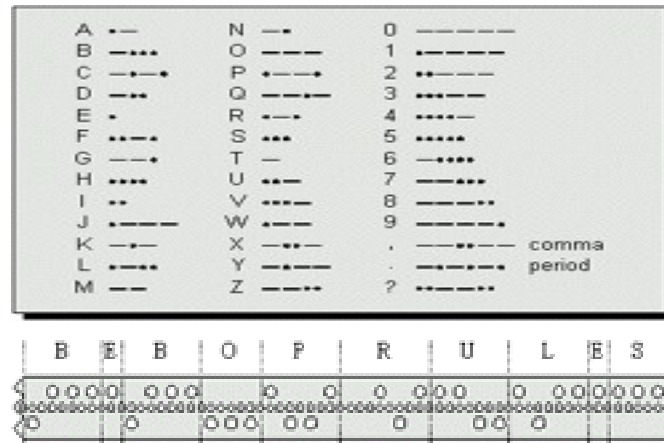 A •— N —• 0 —————
B —••• O ——— 1 •————
C —•—• P •——• 2 ••———
D —•• Q ——•— 3 •••——
E • R •—• 4 ••••—
F ••—• S ••• 5 •••••
G ——• T — 6 —••••
H •••• U ••— 7 ——•••
I •• V •••— 8 ———••
J •——— W •—— 9 ————•
K —•— X —••— , ——••—— comma
L •—•• Y —•—— . •—•—•— period
M —— Z ——•• ? ••——••
B E B O P R U L E S